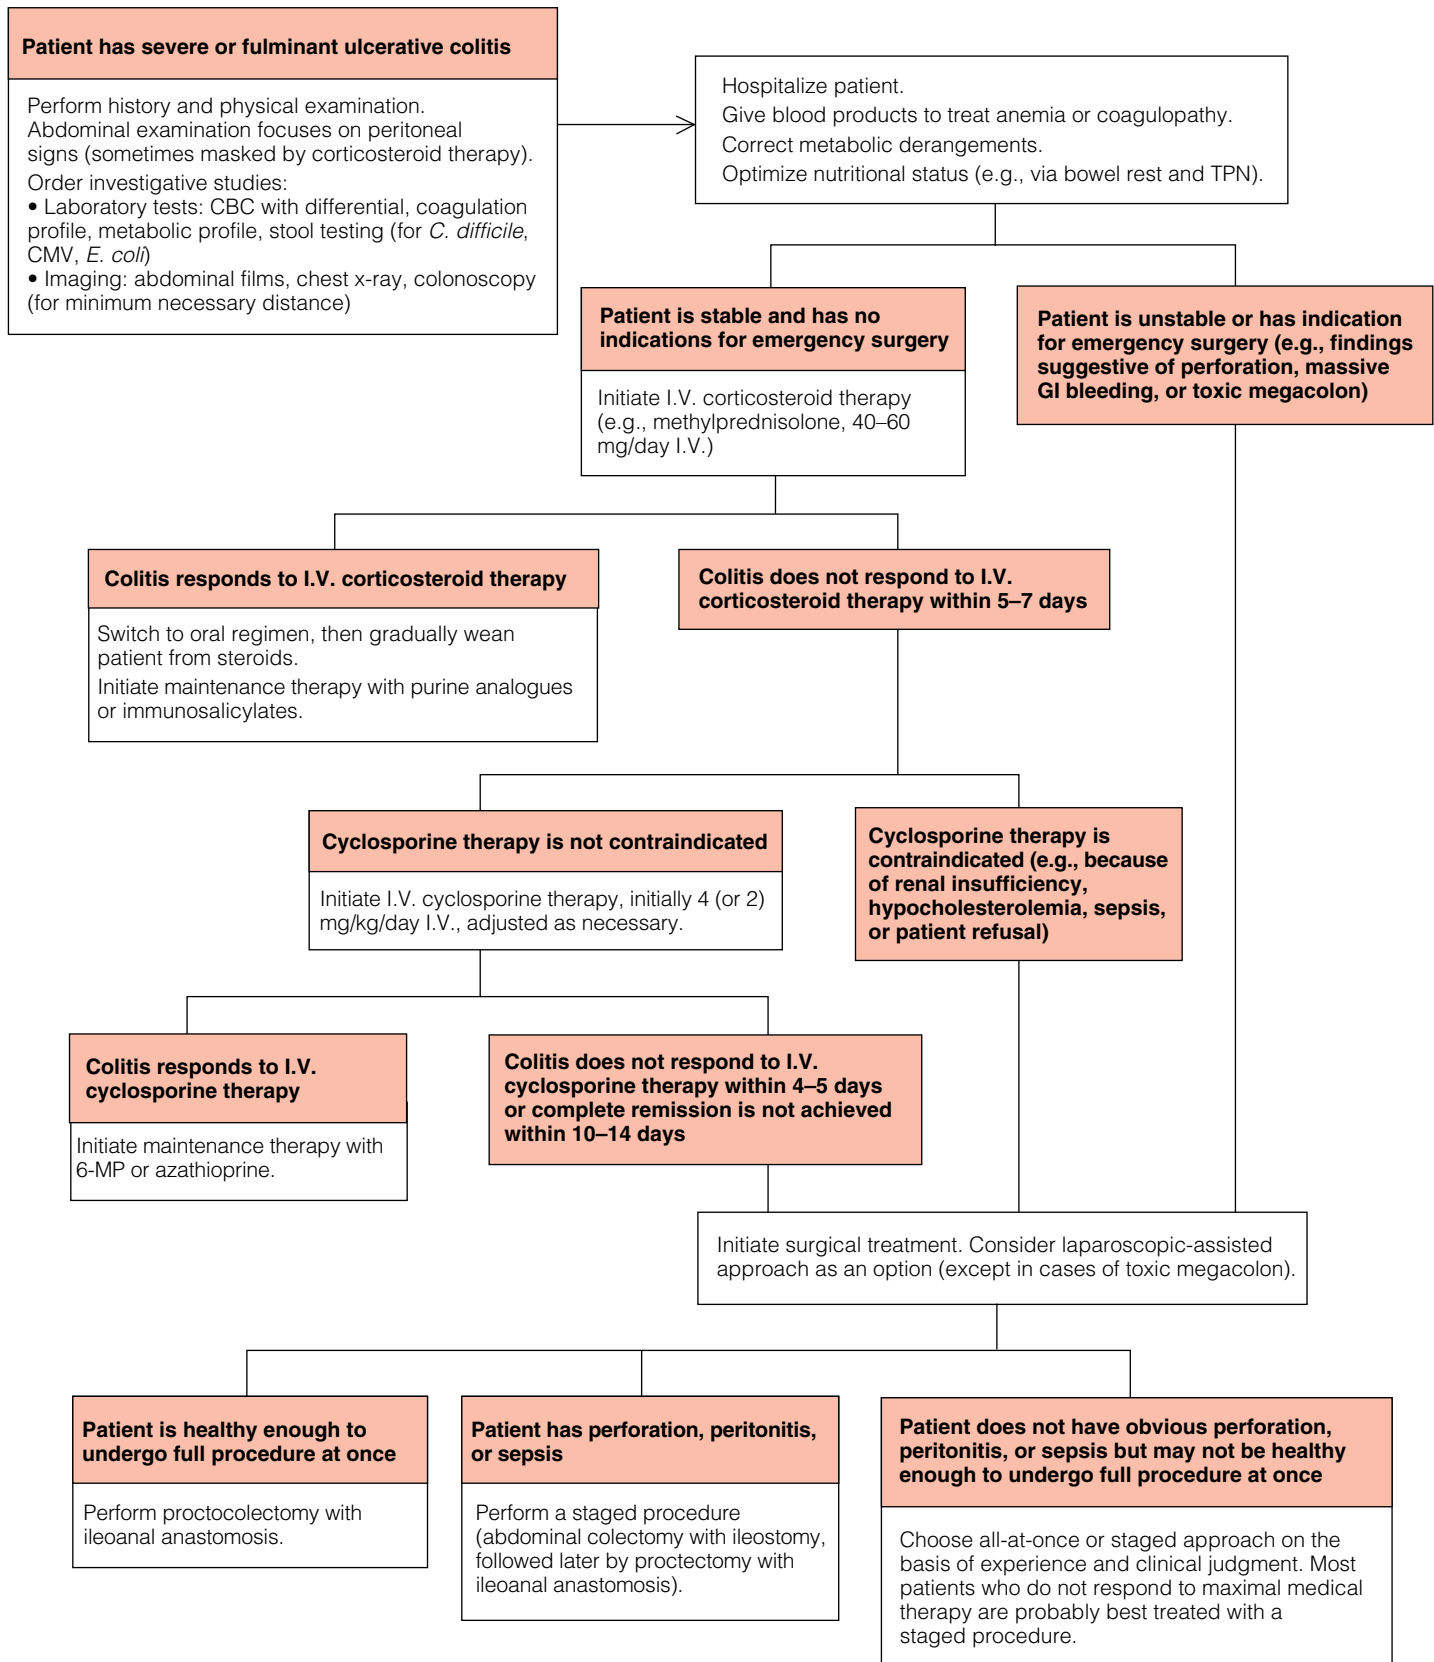 Patient has severe or fulminant ulcerative colitis
Perform history and physical examination.
Abdominal examination focuses on peritoneal
signs (sometimes masked by corticosteroid therapy).
Order investigative studies:
• Laboratory tests: CBC with differential, coagulation
profile, metabolic profile, stool testing (for C. difficile,
CMV, E. coli)
• Imaging: abdominal films, chest x-ray, colonoscopy
(for minimum necessary distance)
Hospitalize patient.
Give blood products to treat anemia or coagulopathy.
Correct metabolic derangements.
Optimize nutritional status (e.g., via bowel rest and TPN).
Patient is stable and has no
indications for emergency surgery
Initiate I.V. corticosteroid therapy
(e.g., methylprednisolone, 40–60
mg/day I.V.)
Patient is unstable or has indication
for emergency surgery (e.g., findings
suggestive of perforation, massive
GI bleeding, or toxic megacolon)
Colitis responds to I.V. corticosteroid therapy
Switch to oral regimen, then gradually wean
patient from steroids.
Initiate maintenance therapy with purine analogues
or immunosalicylates.
Colitis does not respond to I.V.
corticosteroid therapy within 5–7 days
Cyclosporine therapy is not contraindicated
Initiate I.V. cyclosporine therapy, initially 4 (or 2)
mg/kg/day I.V., adjusted as necessary.
Cyclosporine therapy is
contraindicated (e.g., because
of renal insufficiency,
hypocholesterolemia, sepsis,
or patient refusal)
Colitis responds to I.V.
cyclosporine therapy
Initiate maintenance therapy with
6-MP or azathioprine.
Colitis does not respond to I.V.
cyclosporine therapy within 4–5 days
or complete remission is not achieved
within 10–14 days
Initiate surgical treatment. Consider laparoscopic-assisted
approach as an option (except in cases of toxic megacolon).
Patient is healthy enough to
undergo full procedure at once
Perform proctocolectomy with
ileoanal anastomosis.
Patient has perforation, peritonitis,
or sepsis
Perform a staged procedure
(abdominal colectomy with ileostomy,
followed later by proctectomy with
ileoanal anastomosis).
Patient does not have obvious perforation,
peritonitis, or sepsis but may not be healthy
enough to undergo full procedure at once
Choose all-at-once or staged approach on the
basis of experience and clinical judgment. Most
patients who do not respond to maximal medical
therapy are probably best treated with a
staged procedure.